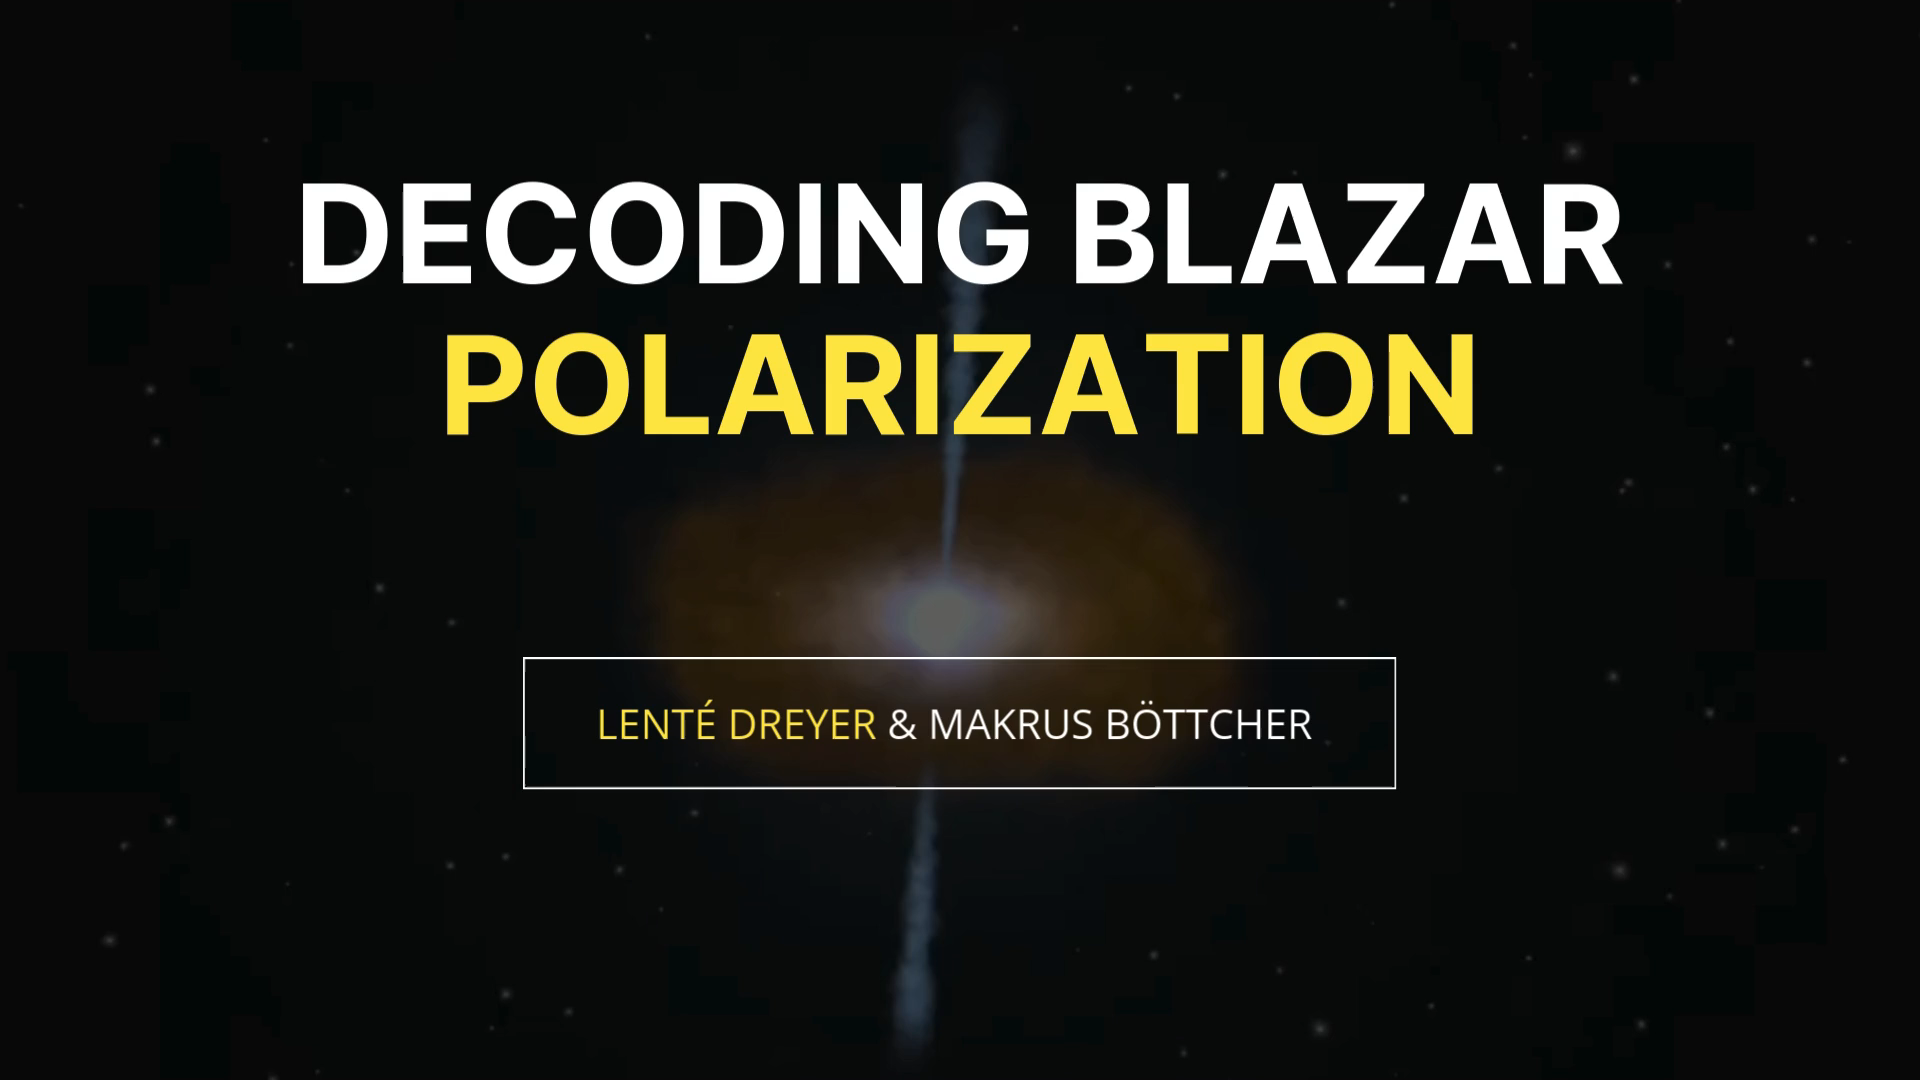 DECODING BLAZAR
POLARIZATION
LENTÉ DREYER & MAKRUS BÖTTCHER